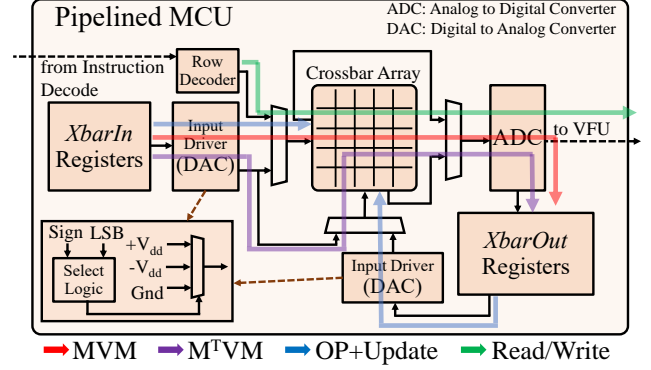 Pipelined MCU
ADC: Analog to Digital Converter
DAC: Digital to Analog Converter
from Instruction
Decode
Row
Decoder
Crossbar Array
XbarIn
Registers
Input
Driver
(DAC)
ADC
to VFU
Sign LSB
Select
Logic
+Vdd
-Vdd
Gnd
Input Driver
(DAC)
XbarOut
Registers
MVM
MᵀVM
OP+Update
Read/Write